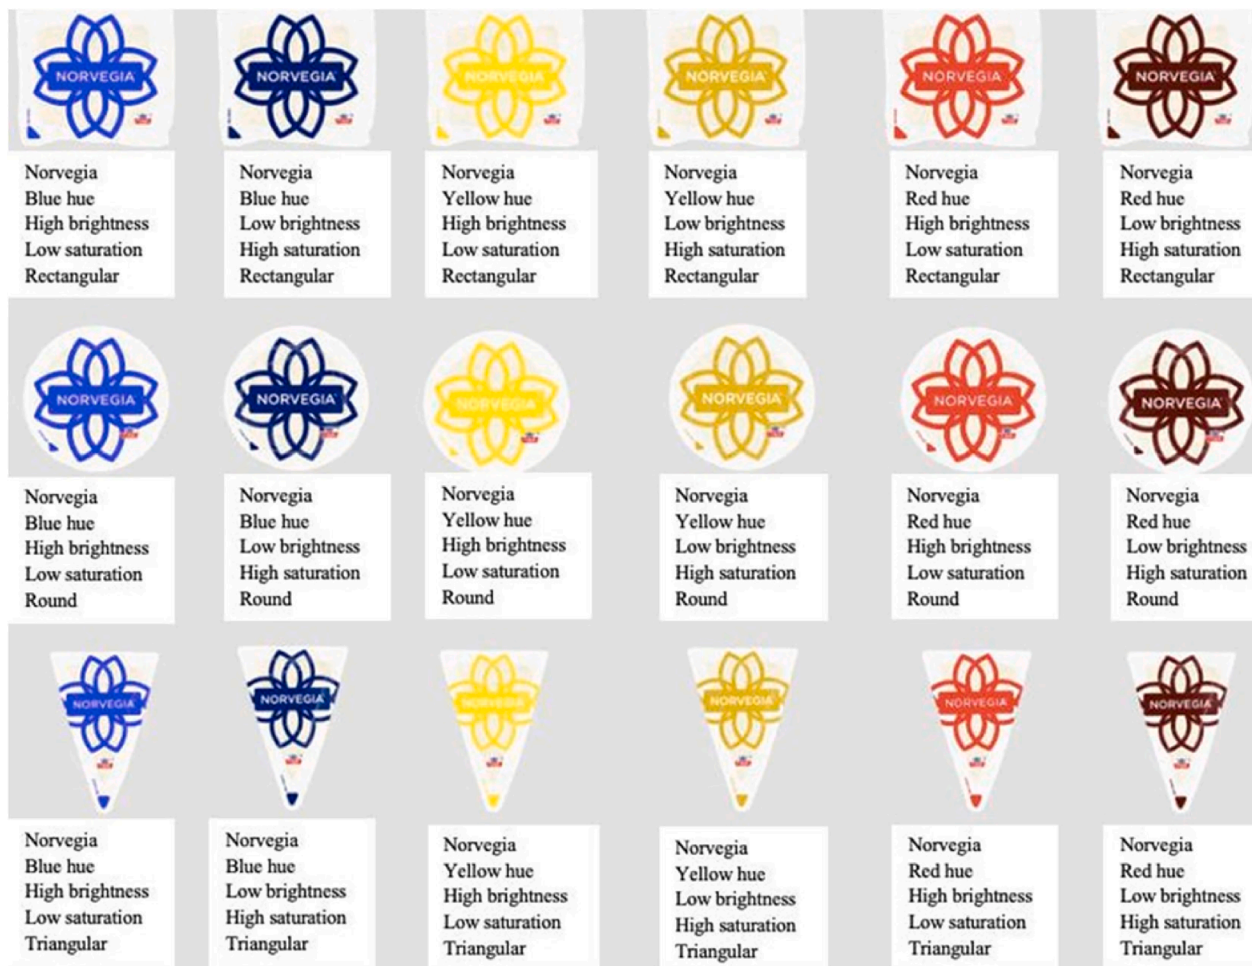 NORVEGIA
NORVEGIA
NORVEGIA
NORVEGIA
NORVEGIA
NORVEGIA
Norvegia
Blue hue
High brightness
Low saturation
Rectangular
Norvegia
Blue hue
Low brightness
High saturation
Rectangular
Norvegia
Yellow hue
High brightness
Low saturation
Rectangular
Norvegia
Yellow hue
Low brightness
High saturation
Rectangular
Norvegia
Red hue
High brightness
Low saturation
Rectangular
Norvegia
Red hue
Low brightness
High saturation
Rectangular
NORVEGIA
NORVEGIA
NORVEGIA
NORVEGIA
NORVEGIA
NORVEGIA
Norvegia
Blue hue
High brightness
Low saturation
Round
Norvegia
Blue hue
Low brightness
High saturation
Round
Norvegia
Yellow hue
High brightness
Low saturation
Round
Norvegia
Yellow hue
Low brightness
High saturation
Round
Norvegia
Red hue
High brightness
Low saturation
Round
Norvegia
Red hue
Low brightness
High saturation
Round
NORVEGIA
NORVEGIA
NORVEGIA
NORVEGIA
NORVEGIA
NORVEGIA
Norvegia
Blue hue
High brightness
Low saturation
Triangular
Norvegia
Blue hue
Low brightness
High saturation
Triangular
Norvegia
Yellow hue
High brightness
Low saturation
Triangular
Norvegia
Yellow hue
Low brightness
High saturation
Triangular
Norvegia
Red hue
High brightness
Low saturation
Triangular
Norvegia
Red hue
Low brightness
High saturation
Triangular